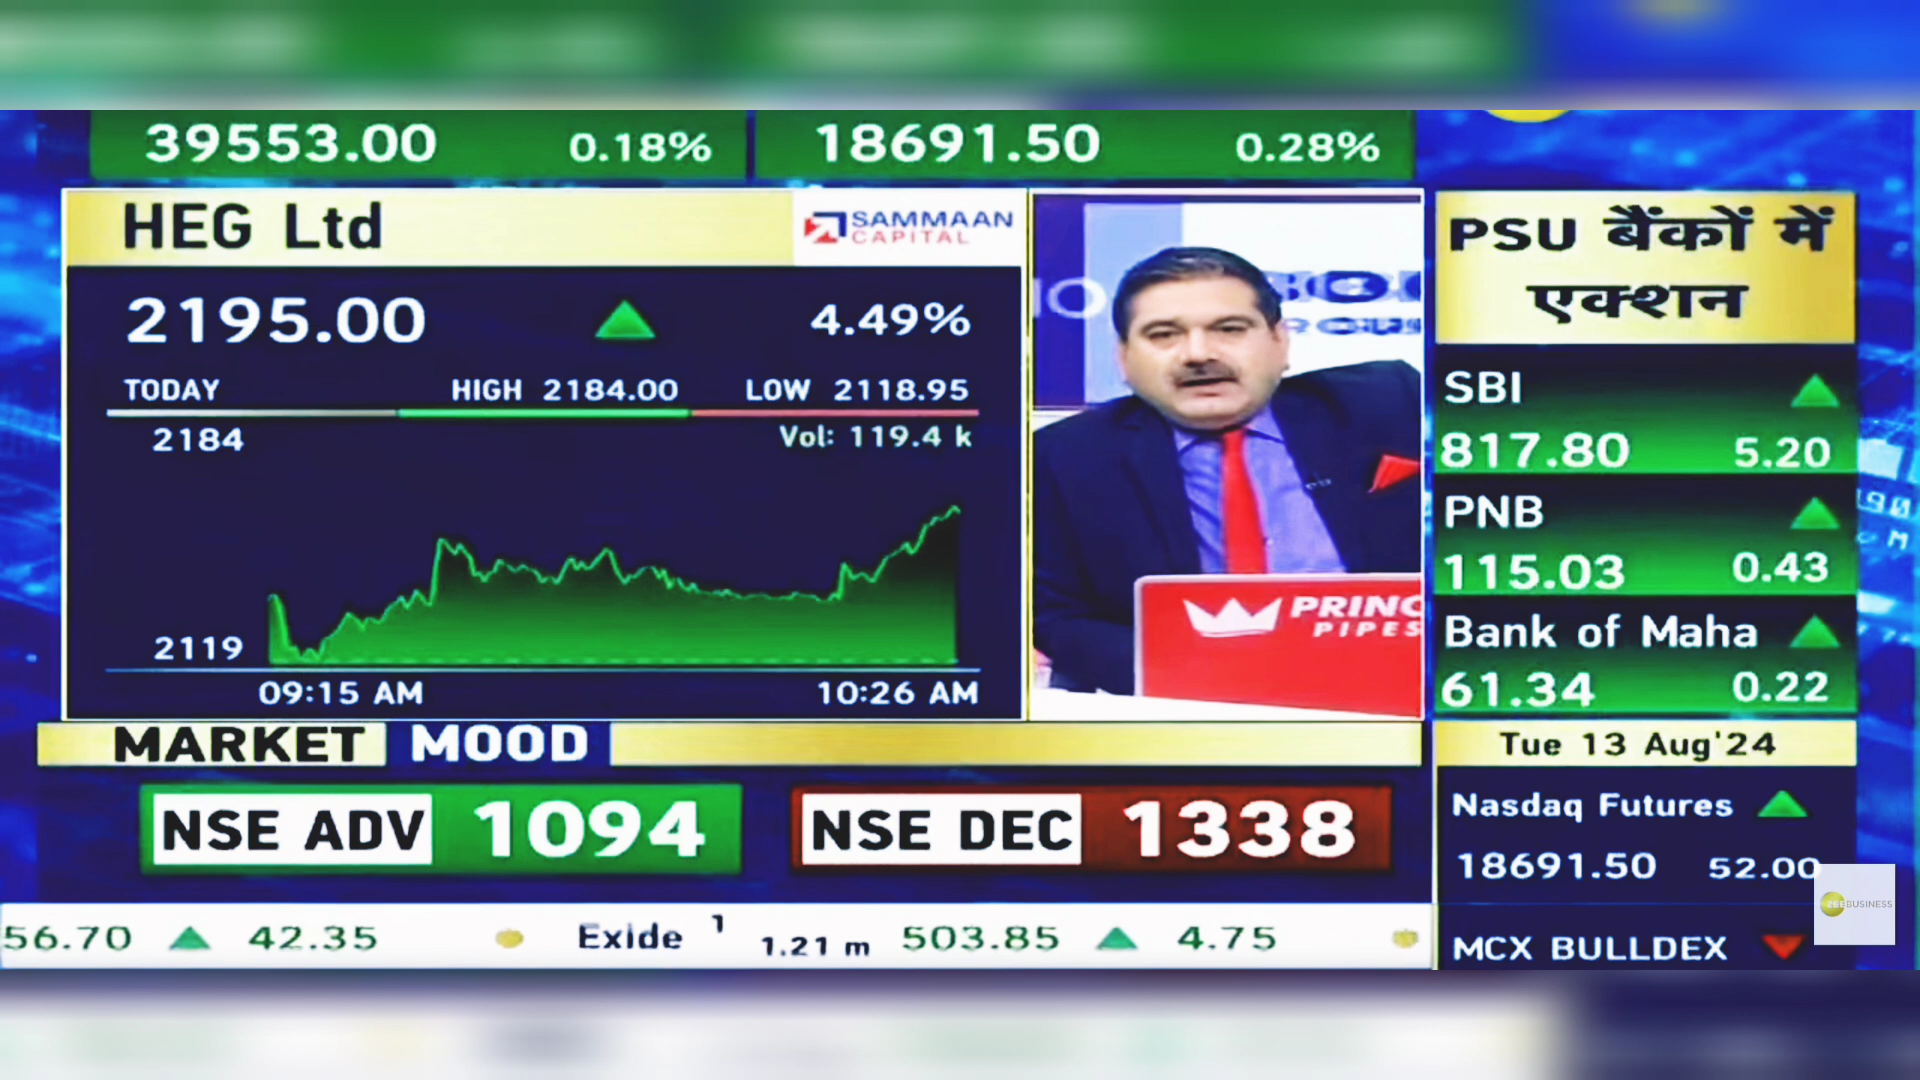 39553.00 0.18% 18691.50 0.28%
HEG Ltd
SAMMAAN
CAPITAL
2195.00 4.49%
TODAY HIGH 2184.00 LOW 2118.95
2184 Vol: 119.4 k
2119
09:15 AM 10:26 AM
PRINC
PIPES
PSU बैंकों में
एक्शन
SBI
817.80 5.20
PNB
115.03 0.43
Bank of Maha
61.34 0.22
Tue 13 Aug'24
Nasdaq Futures
18691.50 52.00
ZEEBUSINESS
MCX BULLDEX
MARKET MOOD
NSE ADV 1094 NSE DEC 1338
56.70 42.35 Exide 1 1.21 m 503.85 4.75